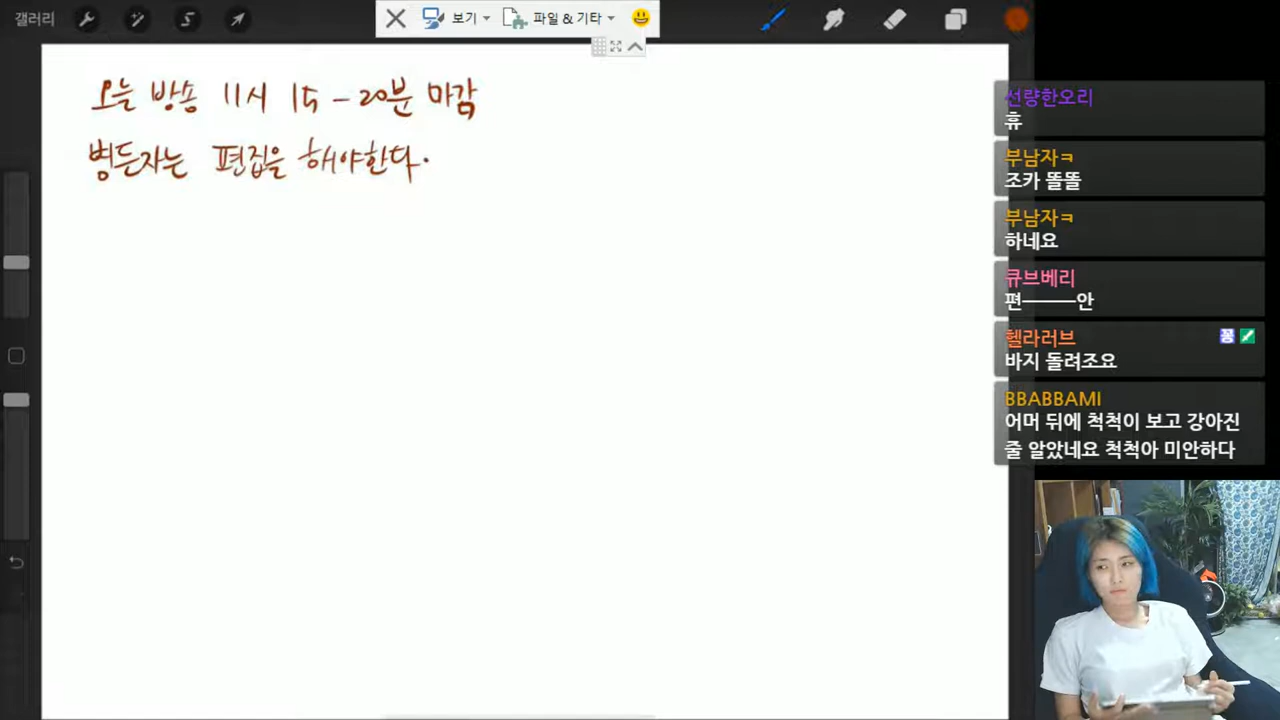 갤러리
보기
파일 & 기타
오늘 방송 11시 15-20분 마감
병든자는 편집을 해야한다.
선량한오리
휴
부남자ㅋ
조카 똘똘
부남자ㅋ
하네요
큐브베리
편———안
헬라러브
바지 돌려조요
BBABBAMI
어머 뒤에 척척이 보고 강아진
줄 알았네요 척척아 미안하다